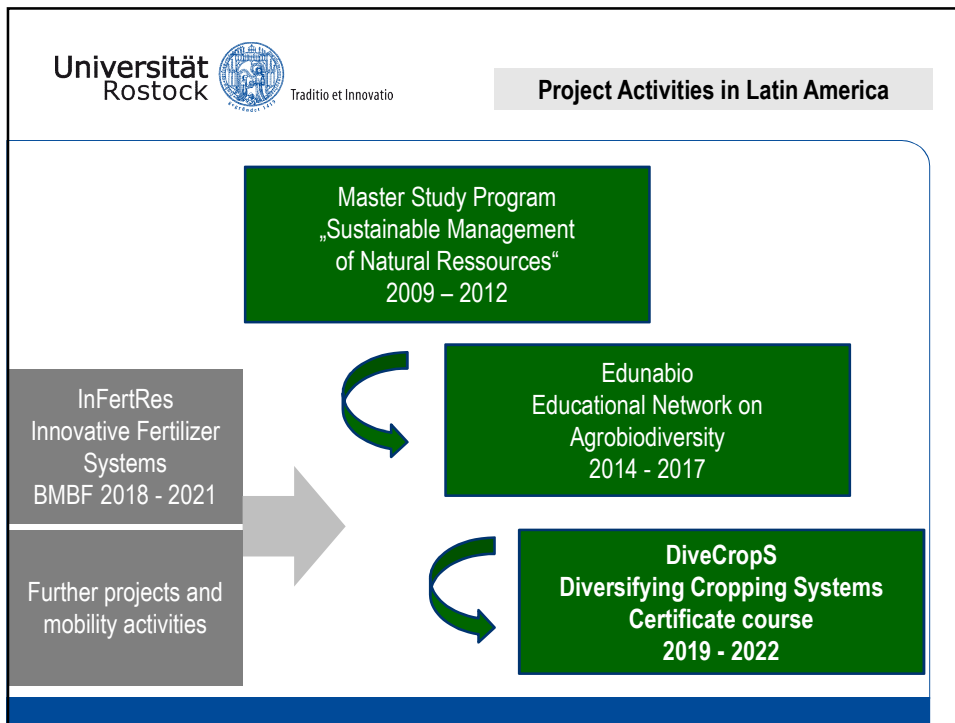 Universität
Rostock
Traditio et Innovatio
Project Activities in Latin America
Master Study Program
„Sustainable Management
of Natural Ressources“
2009 – 2012
Edunabio
Educational Network on
Agrobiodiversity
2014 - 2017
InFertRes
Innovative Fertilizer
Systems
BMBF 2018 - 2021
Further projects and
mobility activities
DiveCropS
Diversifying Cropping Systems
Certificate course
2019 - 2022